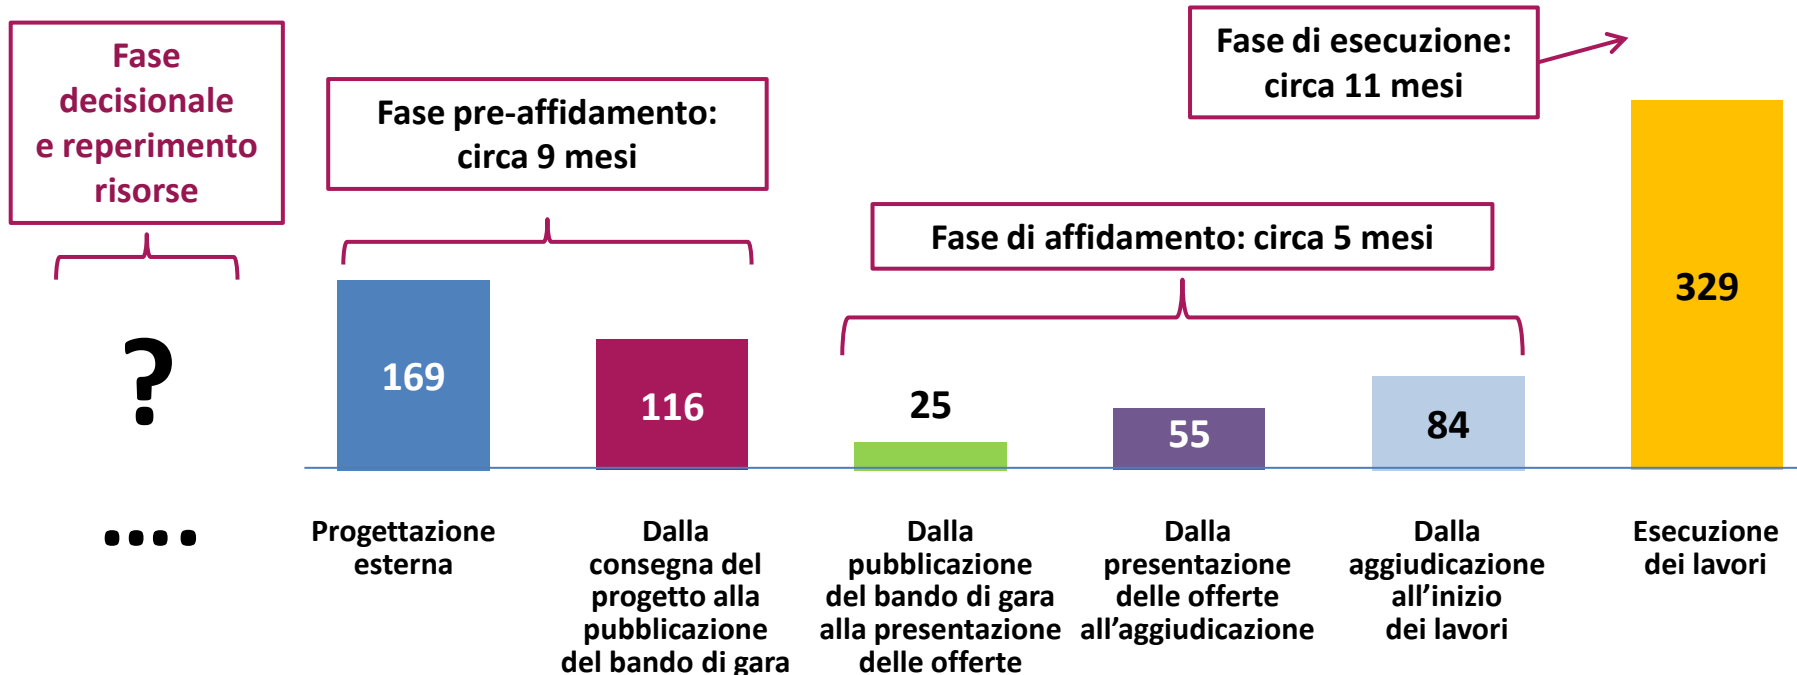 Fase
decisionale
e reperimento
risorse
Fase pre-affidamento:
circa 9 mesi
Fase di esecuzione:
circa 11 mesi
Fase di affidamento: circa 5 mesi
?
169
116
25
55
84
329
....
Progettazione
esterna
Dalla
consegna del
progetto alla
pubblicazione
del bando di gara
Dalla
pubblicazione
del bando di gara
alla presentazione
delle offerte
Dalla
presentazione
delle offerte
all’aggiudicazione
Dalla
aggiudicazione
all’inizio
dei lavori
Esecuzione
dei lavori